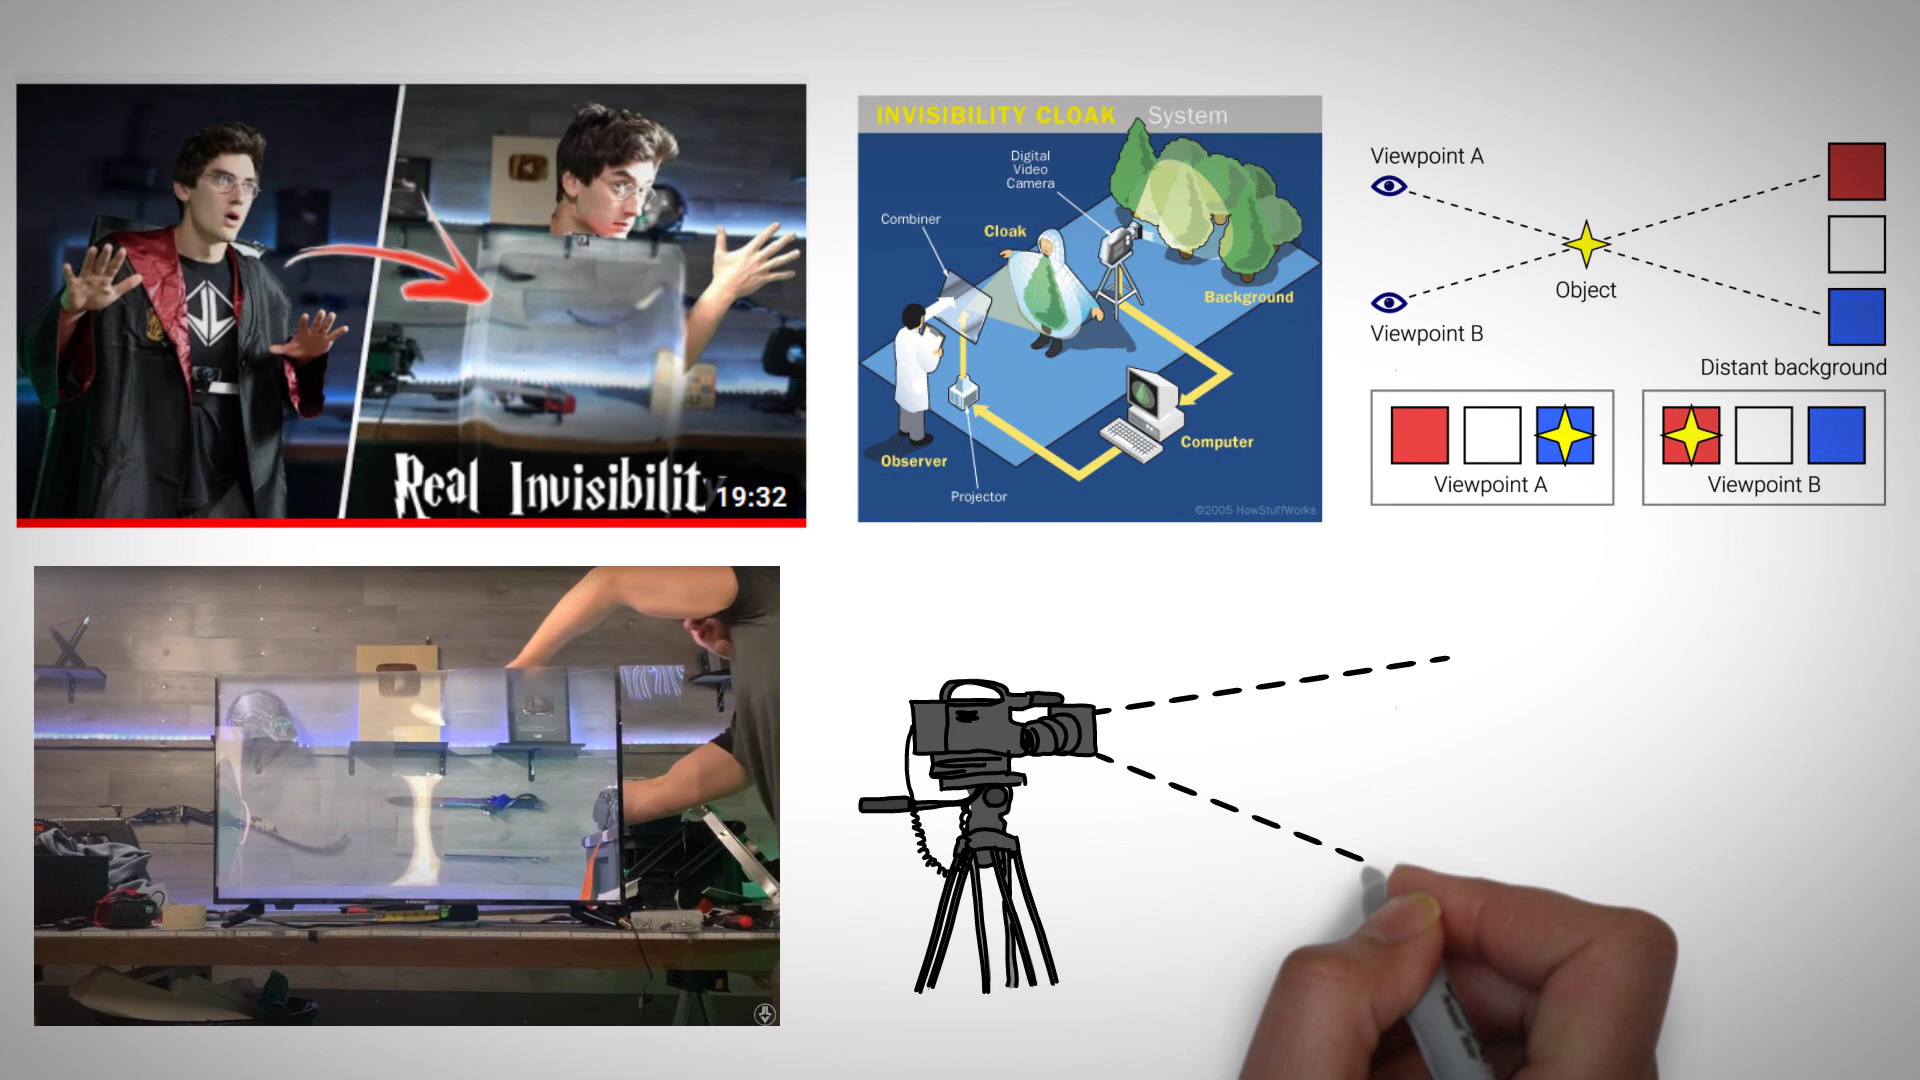 Real Invisibility
19:32
INVISIBILITY CLOAK System
Digital
Video
Camera
Combiner
Cloak
Background
Computer
Observer
Projector
©2005 HowStuffWorks
Viewpoint A
Object
Viewpoint B
Distant background
Viewpoint A
Viewpoint B